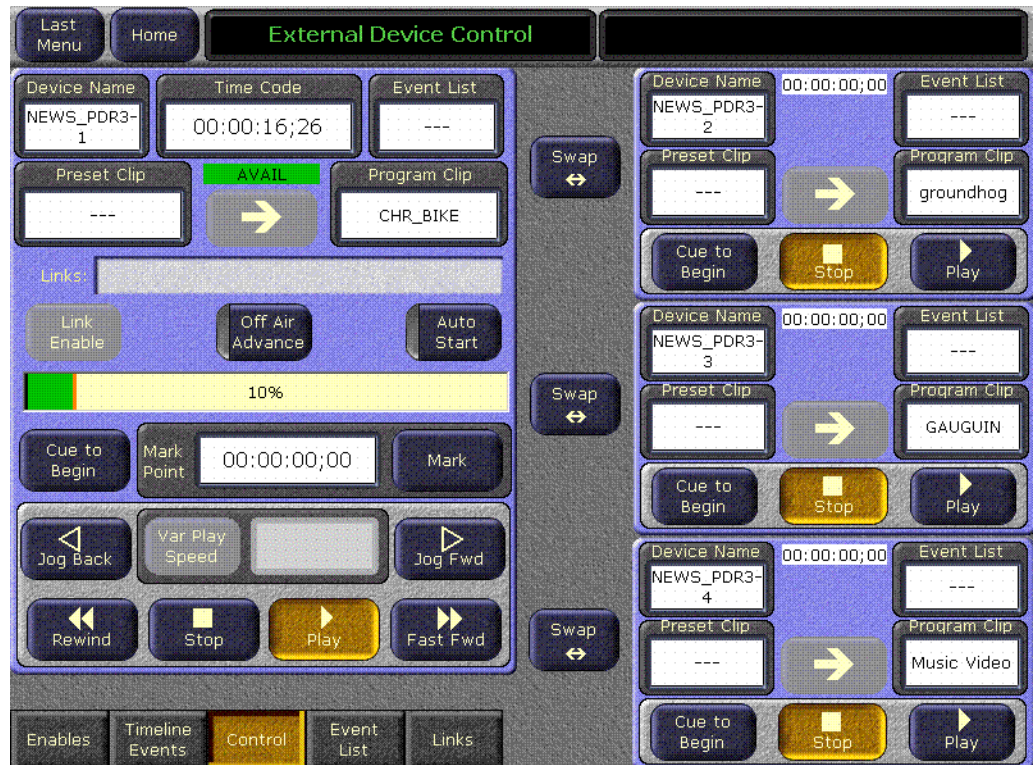 Last
Menu
Home
External Device Control
Device Name
NEWS_PDR3-
1
Time Code
00:00:16;26
Event List
---
Preset Clip
---
AVAIL
Program Clip
CHR_BIKE
Links:
Link
Enable
Off Air
Advance
Auto
Start
10%
Cue to
Begin
Mark
Point
00:00:00;00
Mark
Jog Back
Var Play
Speed
Jog Fwd
Rewind
Stop
Play
Fast Fwd
Enables
Timeline
Events
Control
Event
List
Links
Swap
Swap
Swap
Device Name
NEWS_PDR3-
2
00:00:00;00
Event List
---
Preset Clip
---
Program Clip
groundhog
Cue to
Begin
Stop
Play
Device Name
NEWS_PDR3-
3
00:00:00;00
Event List
---
Preset Clip
---
Program Clip
GAUGUIN
Cue to
Begin
Stop
Play
Device Name
NEWS_PDR3-
4
00:00:00;00
Event List
---
Preset Clip
---
Program Clip
Music Video
Cue to
Begin
Stop
Play